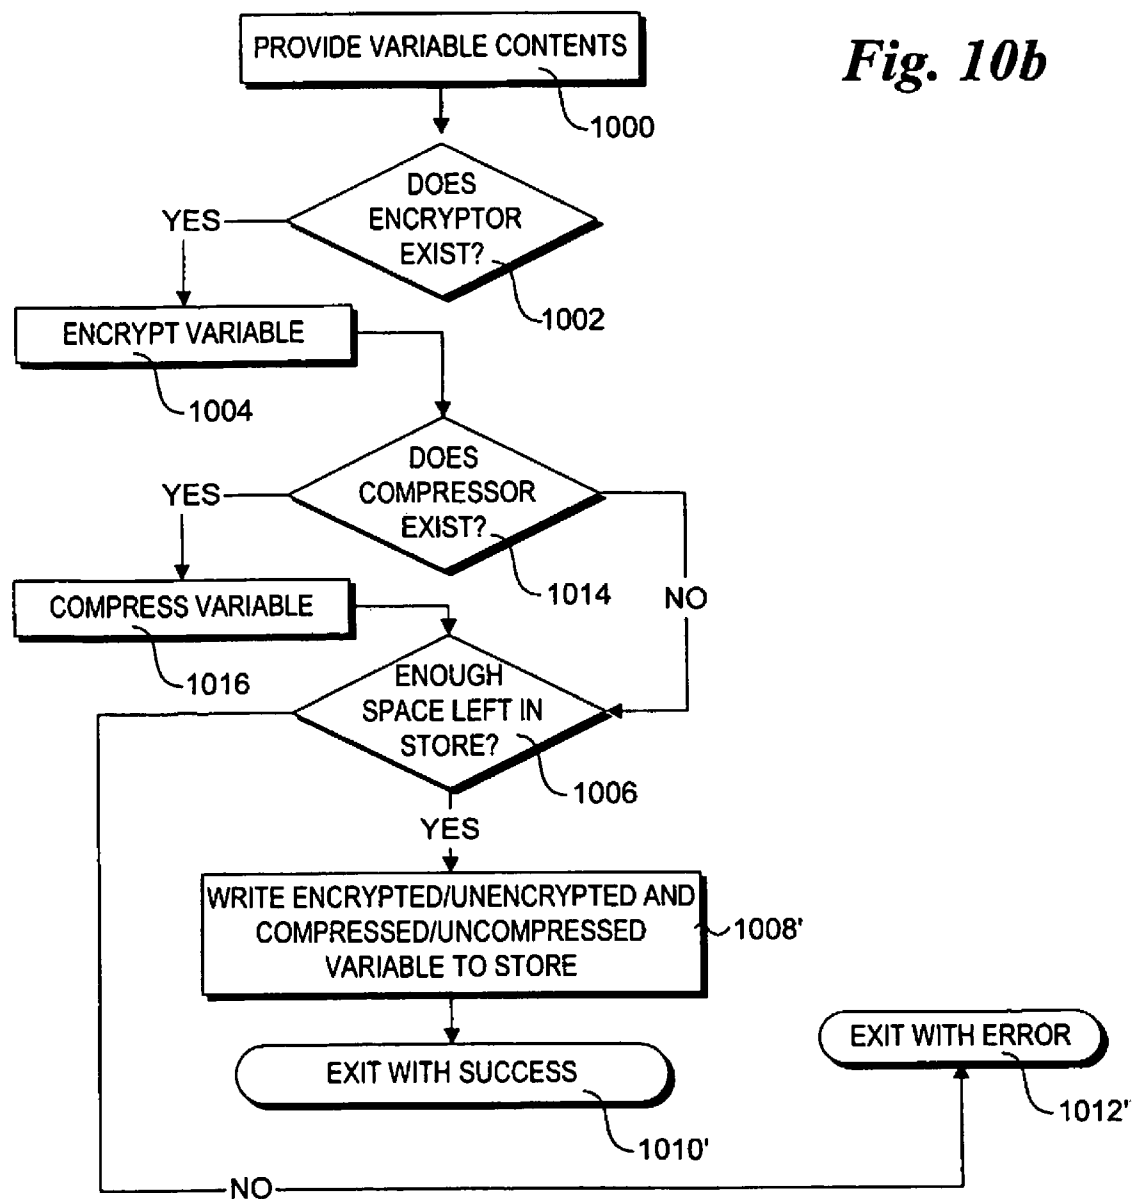 PROVIDE VARIABLE CONTENTS
Fig. 10b
1000
DOES
ENCRYPTOR
EXIST?
YES
1002
ENCRYPT VARIABLE
1004
DOES
COMPRESSOR
EXIST?
YES
1014
NO
COMPRESS VARIABLE
1016
ENOUGH
SPACE LEFT IN
STORE?
1006
YES
WRITE ENCRYPTED/UNENCRYPTED AND
COMPRESSED/UNCOMPRESSED
VARIABLE TO STORE
1008'
EXIT WITH SUCCESS
1010'
EXIT WITH ERROR
1012'
NO